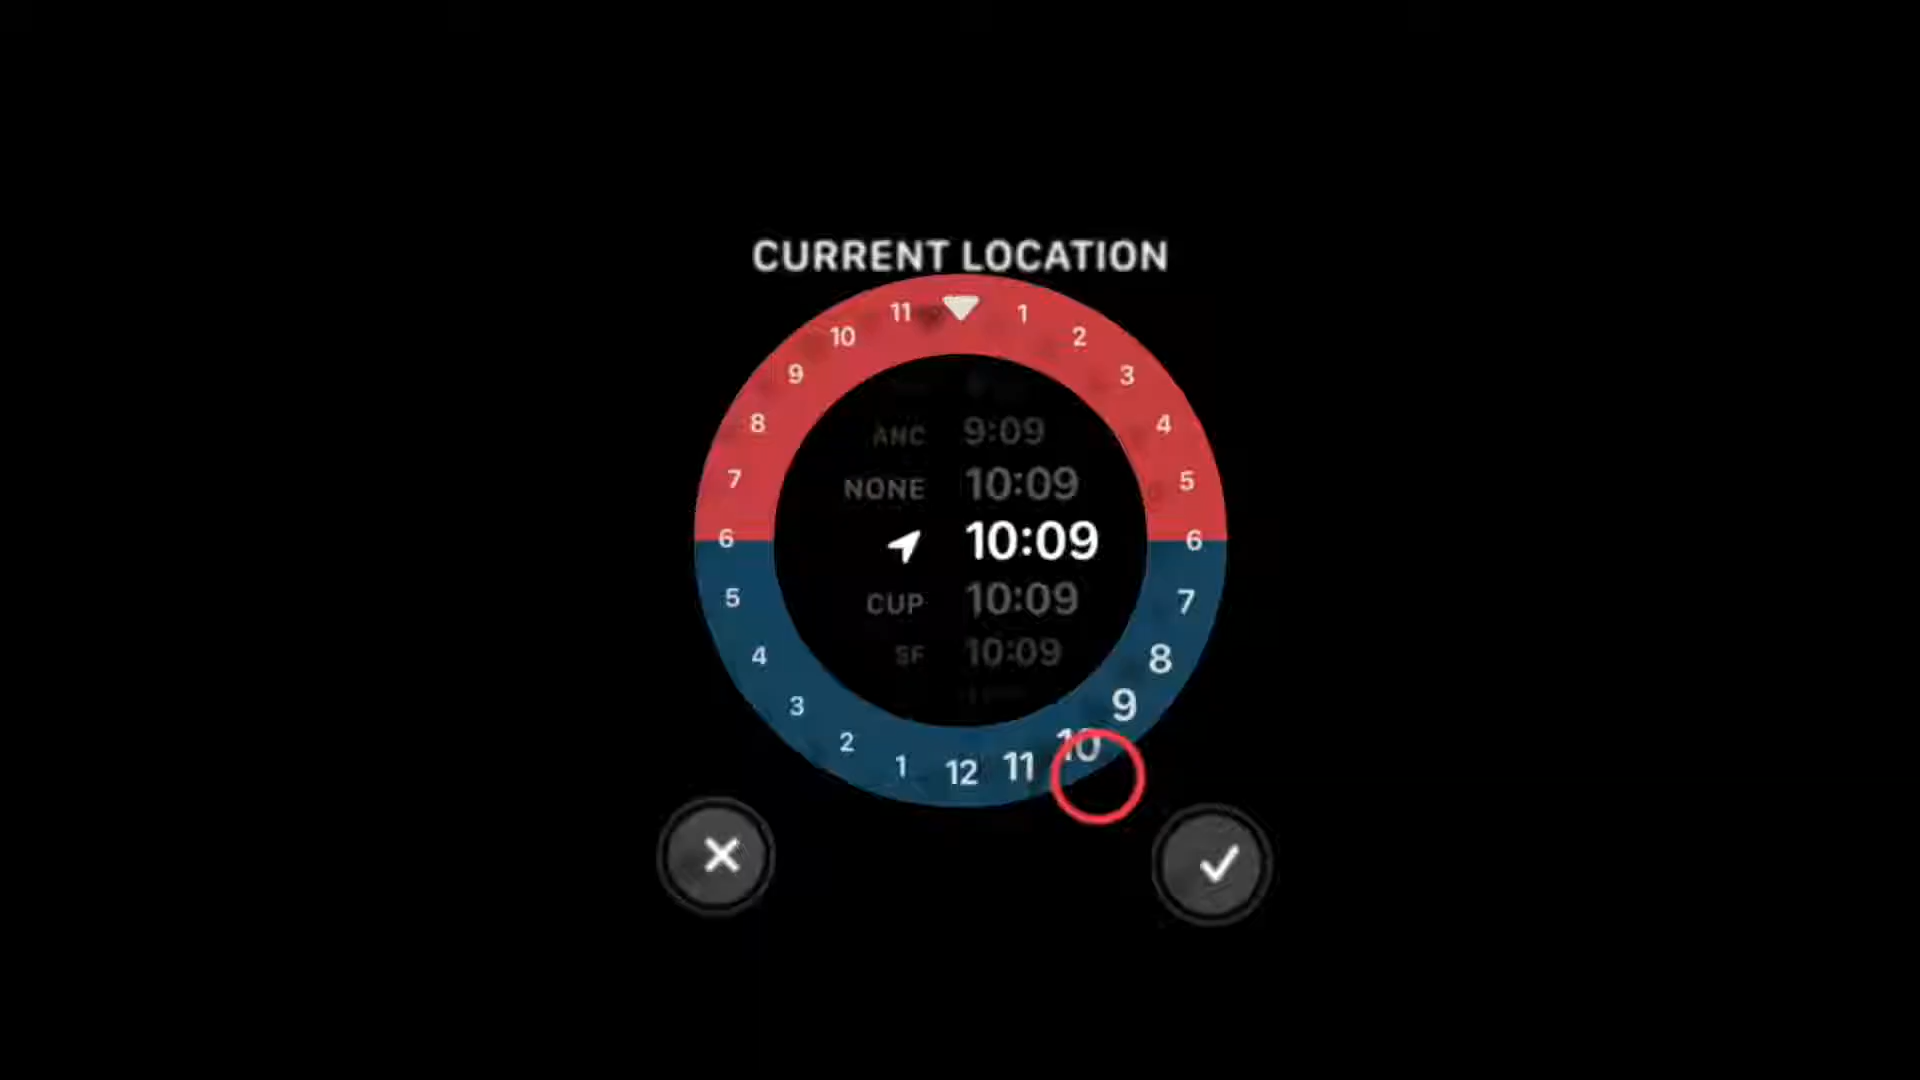 CURRENT LOCATION
11 1
10 2
9 3
8 4
7 5
6 6
5 7
4 8
3 9
2 10
1 12 11
ANC 9:09
NONE 10:09
10:09
CUP 10:09
SF 10:09